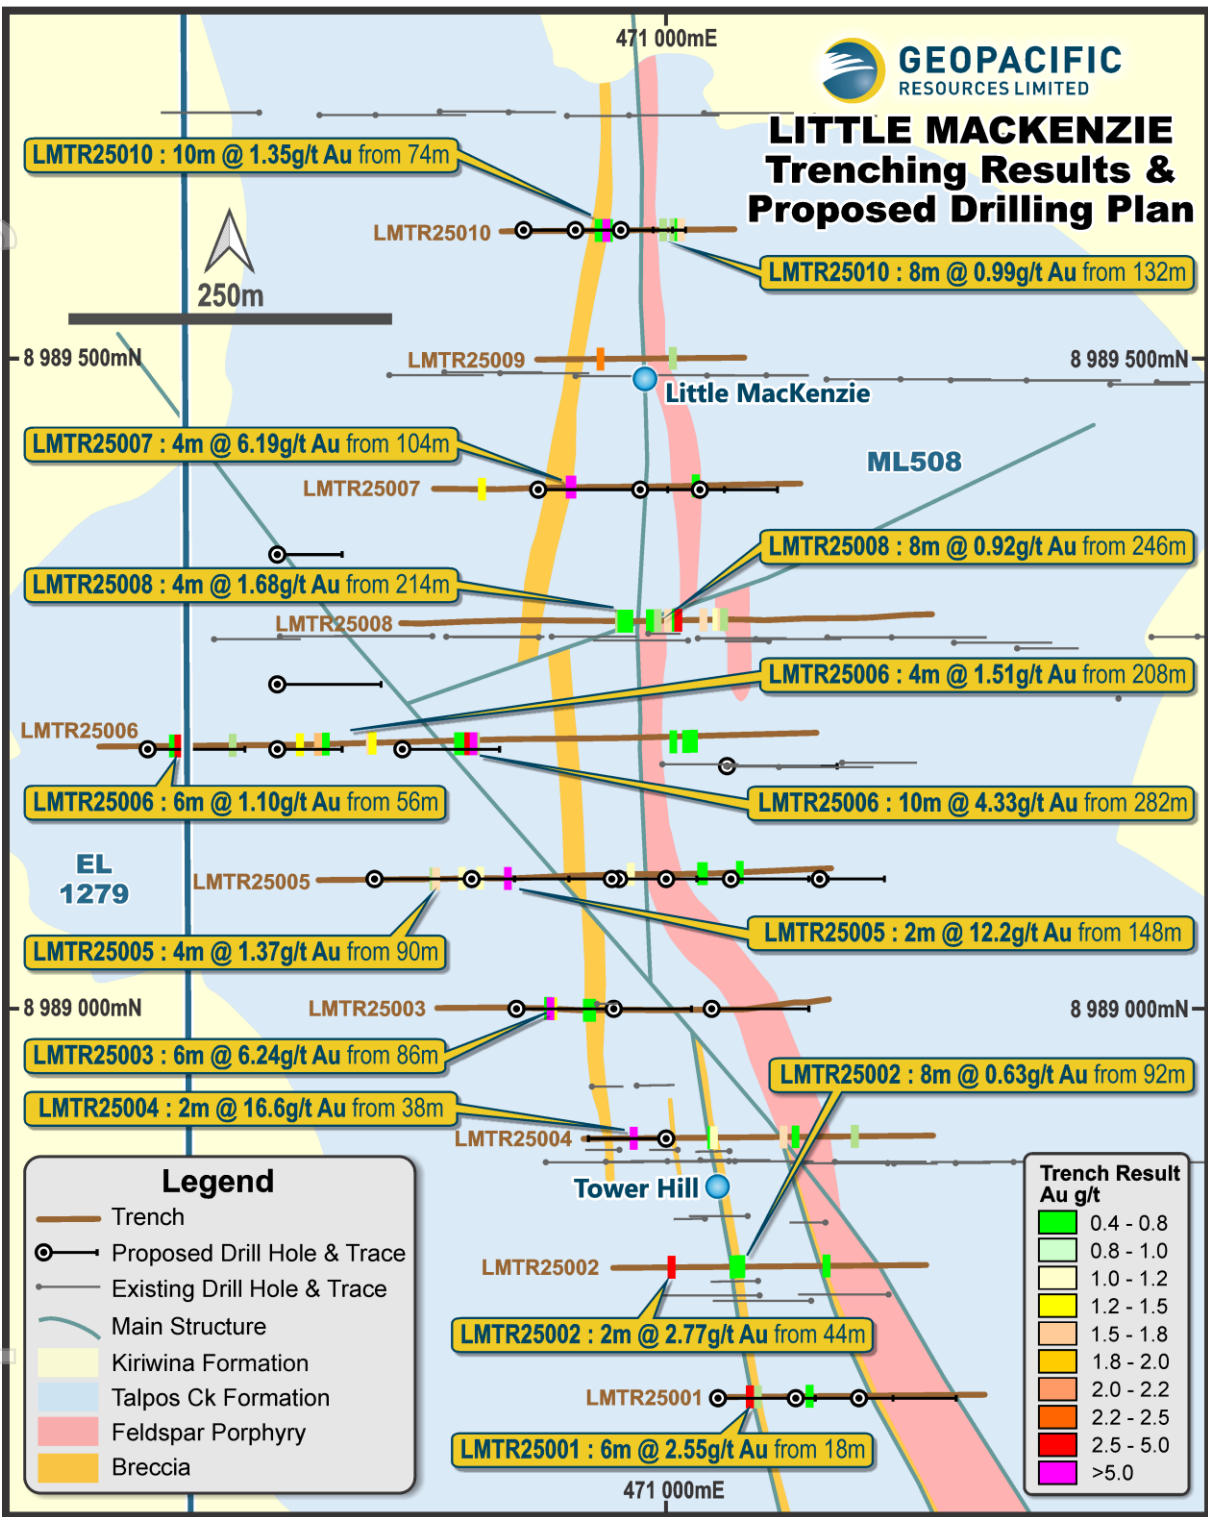 471 000mE
GEOPACIFIC
RESOURCES LIMITED
LITTLE MACKENZIE
Trenching Results &
Proposed Drilling Plan
LMTR25010 : 10m @ 1.35g/t Au from 74m
LMTR25010
LMTR25010 : 8m @ 0.99g/t Au from 132m
250m
8 989 500mN
LMTR25009
8 989 500mN
Little MacKenzie
LMTR25007 : 4m @ 6.19g/t Au from 104m
ML508
LMTR25007
LMTR25008 : 8m @ 0.92g/t Au from 246m
LMTR25008 : 4m @ 1.68g/t Au from 214m
LMTR25008
LMTR25006 : 4m @ 1.51g/t Au from 208m
LMTR25006
LMTR25006 : 6m @ 1.10g/t Au from 56m
LMTR25006 : 10m @ 4.33g/t Au from 282m
EL
1279
LMTR25005
LMTR25005 : 2m @ 12.2g/t Au from 148m
LMTR25005 : 4m @ 1.37g/t Au from 90m
8 989 000mN
LMTR25003
8 989 000mN
LMTR25003 : 6m @ 6.24g/t Au from 86m
LMTR25002 : 8m @ 0.63g/t Au from 92m
LMTR25004 : 2m @ 16.6g/t Au from 38m
LMTR25004
Tower Hill
LMTR25002
LMTR25002 : 2m @ 2.77g/t Au from 44m
LMTR25001
LMTR25001 : 6m @ 2.55g/t Au from 18m
471 000mE
Legend
Trench
Proposed Drill Hole & Trace
Existing Drill Hole & Trace
Main Structure
Kiriwina Formation
Talpos Ck Formation
Feldspar Porphyry
Breccia
Trench Result
Au g/t
0.4 - 0.8
0.8 - 1.0
1.0 - 1.2
1.2 - 1.5
1.5 - 1.8
1.8 - 2.0
2.0 - 2.2
2.2 - 2.5
2.5 - 5.0
>5.0